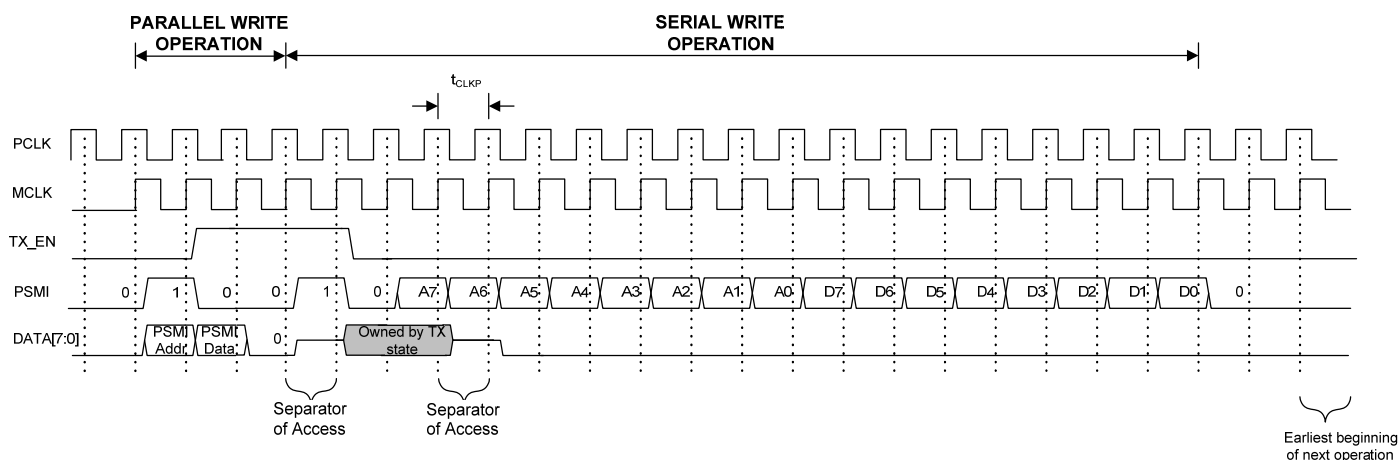 PARALLEL WRITE
OPERATION
SERIAL WRITE
OPERATION
tCLKP
PCLK
MCLK
TX_EN
PSMI 0 1 0 0 1 0 A7 A6 A5 A4 A3 A2 A1 A0 D7 D6 D5 D4 D3 D2 D1 D0 0
DATA[7:0] PSMI Addr PSMI Data 0 Owned by TX state
Separator
of Access
Separator
of Access
Earliest beginning
of next operation